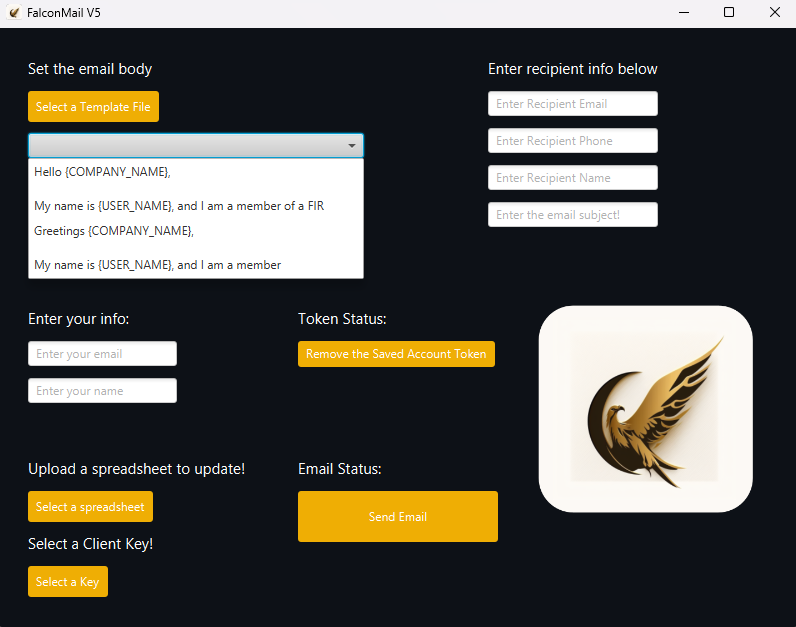 FalconMail V5
Set the email body
Select a Template File
Hello {COMPANY_NAME},
My name is {USER_NAME}, and I am a member of a FIR
Greetings {COMPANY_NAME},
My name is {USER_NAME}, and I am a member
Enter recipient info below
Enter Recipient Email
Enter Recipient Phone
Enter Recipient Name
Enter the email subject!
Enter your info:
Enter your email
Enter your name
Token Status:
Remove the Saved Account Token
Upload a spreadsheet to update!
Select a spreadsheet
Select a Client Key!
Select a Key
Email Status:
Send Email